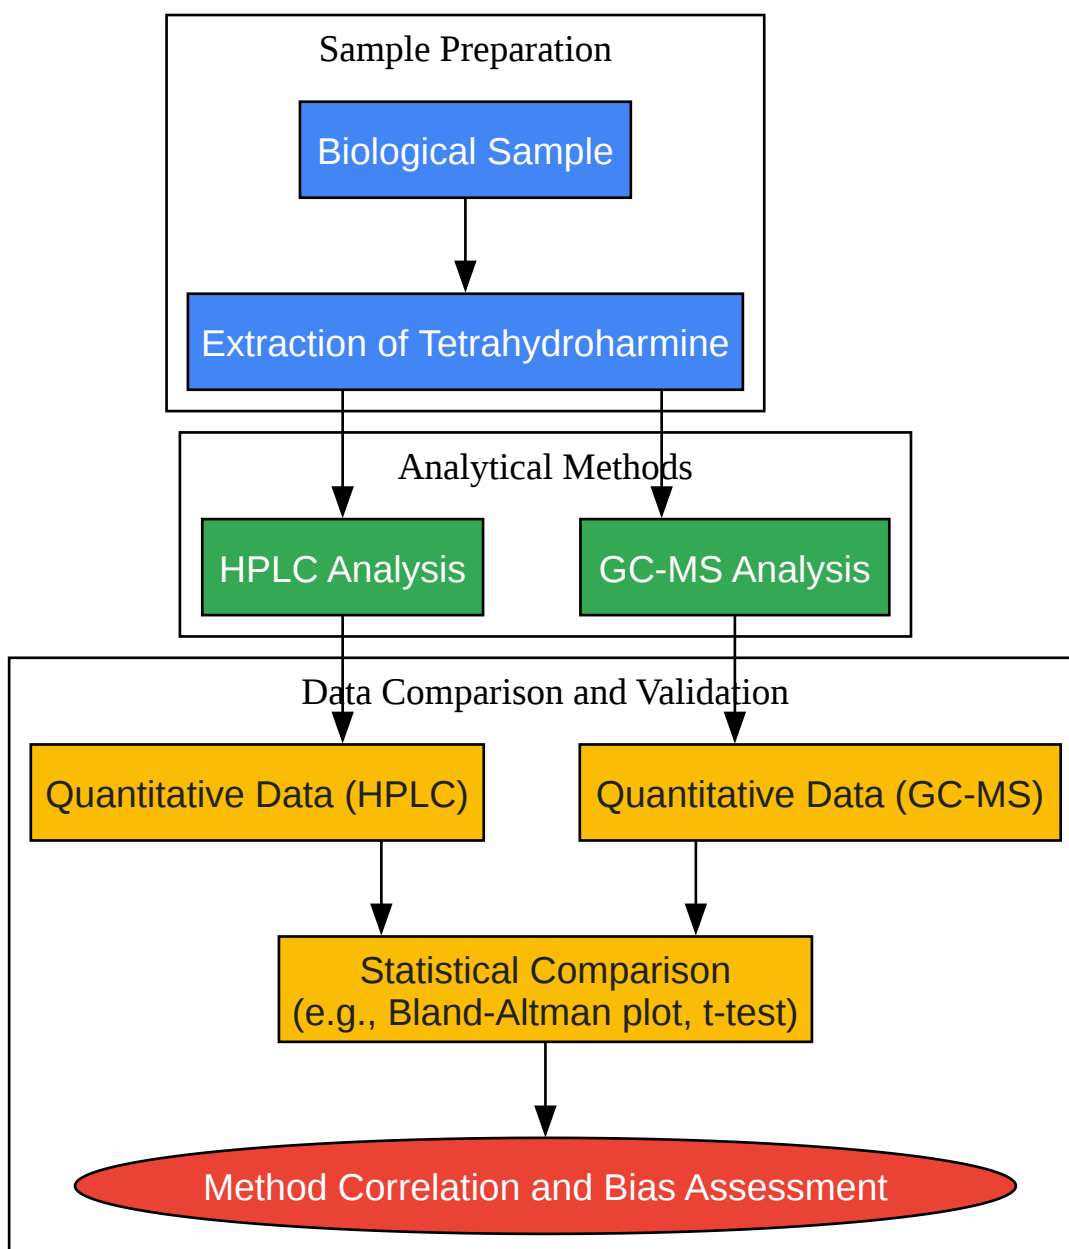 Sample Preparation
Biological Sample
Extraction of Tetrahydroharmine
Analytical Methods
HPLC Analysis
GC-MS Analysis
Data Comparison and Validation
Quantitative Data (HPLC)
Quantitative Data (GC-MS)
Statistical Comparison
(e.g., Bland-Altman plot, t-test)
Method Correlation and Bias Assessment